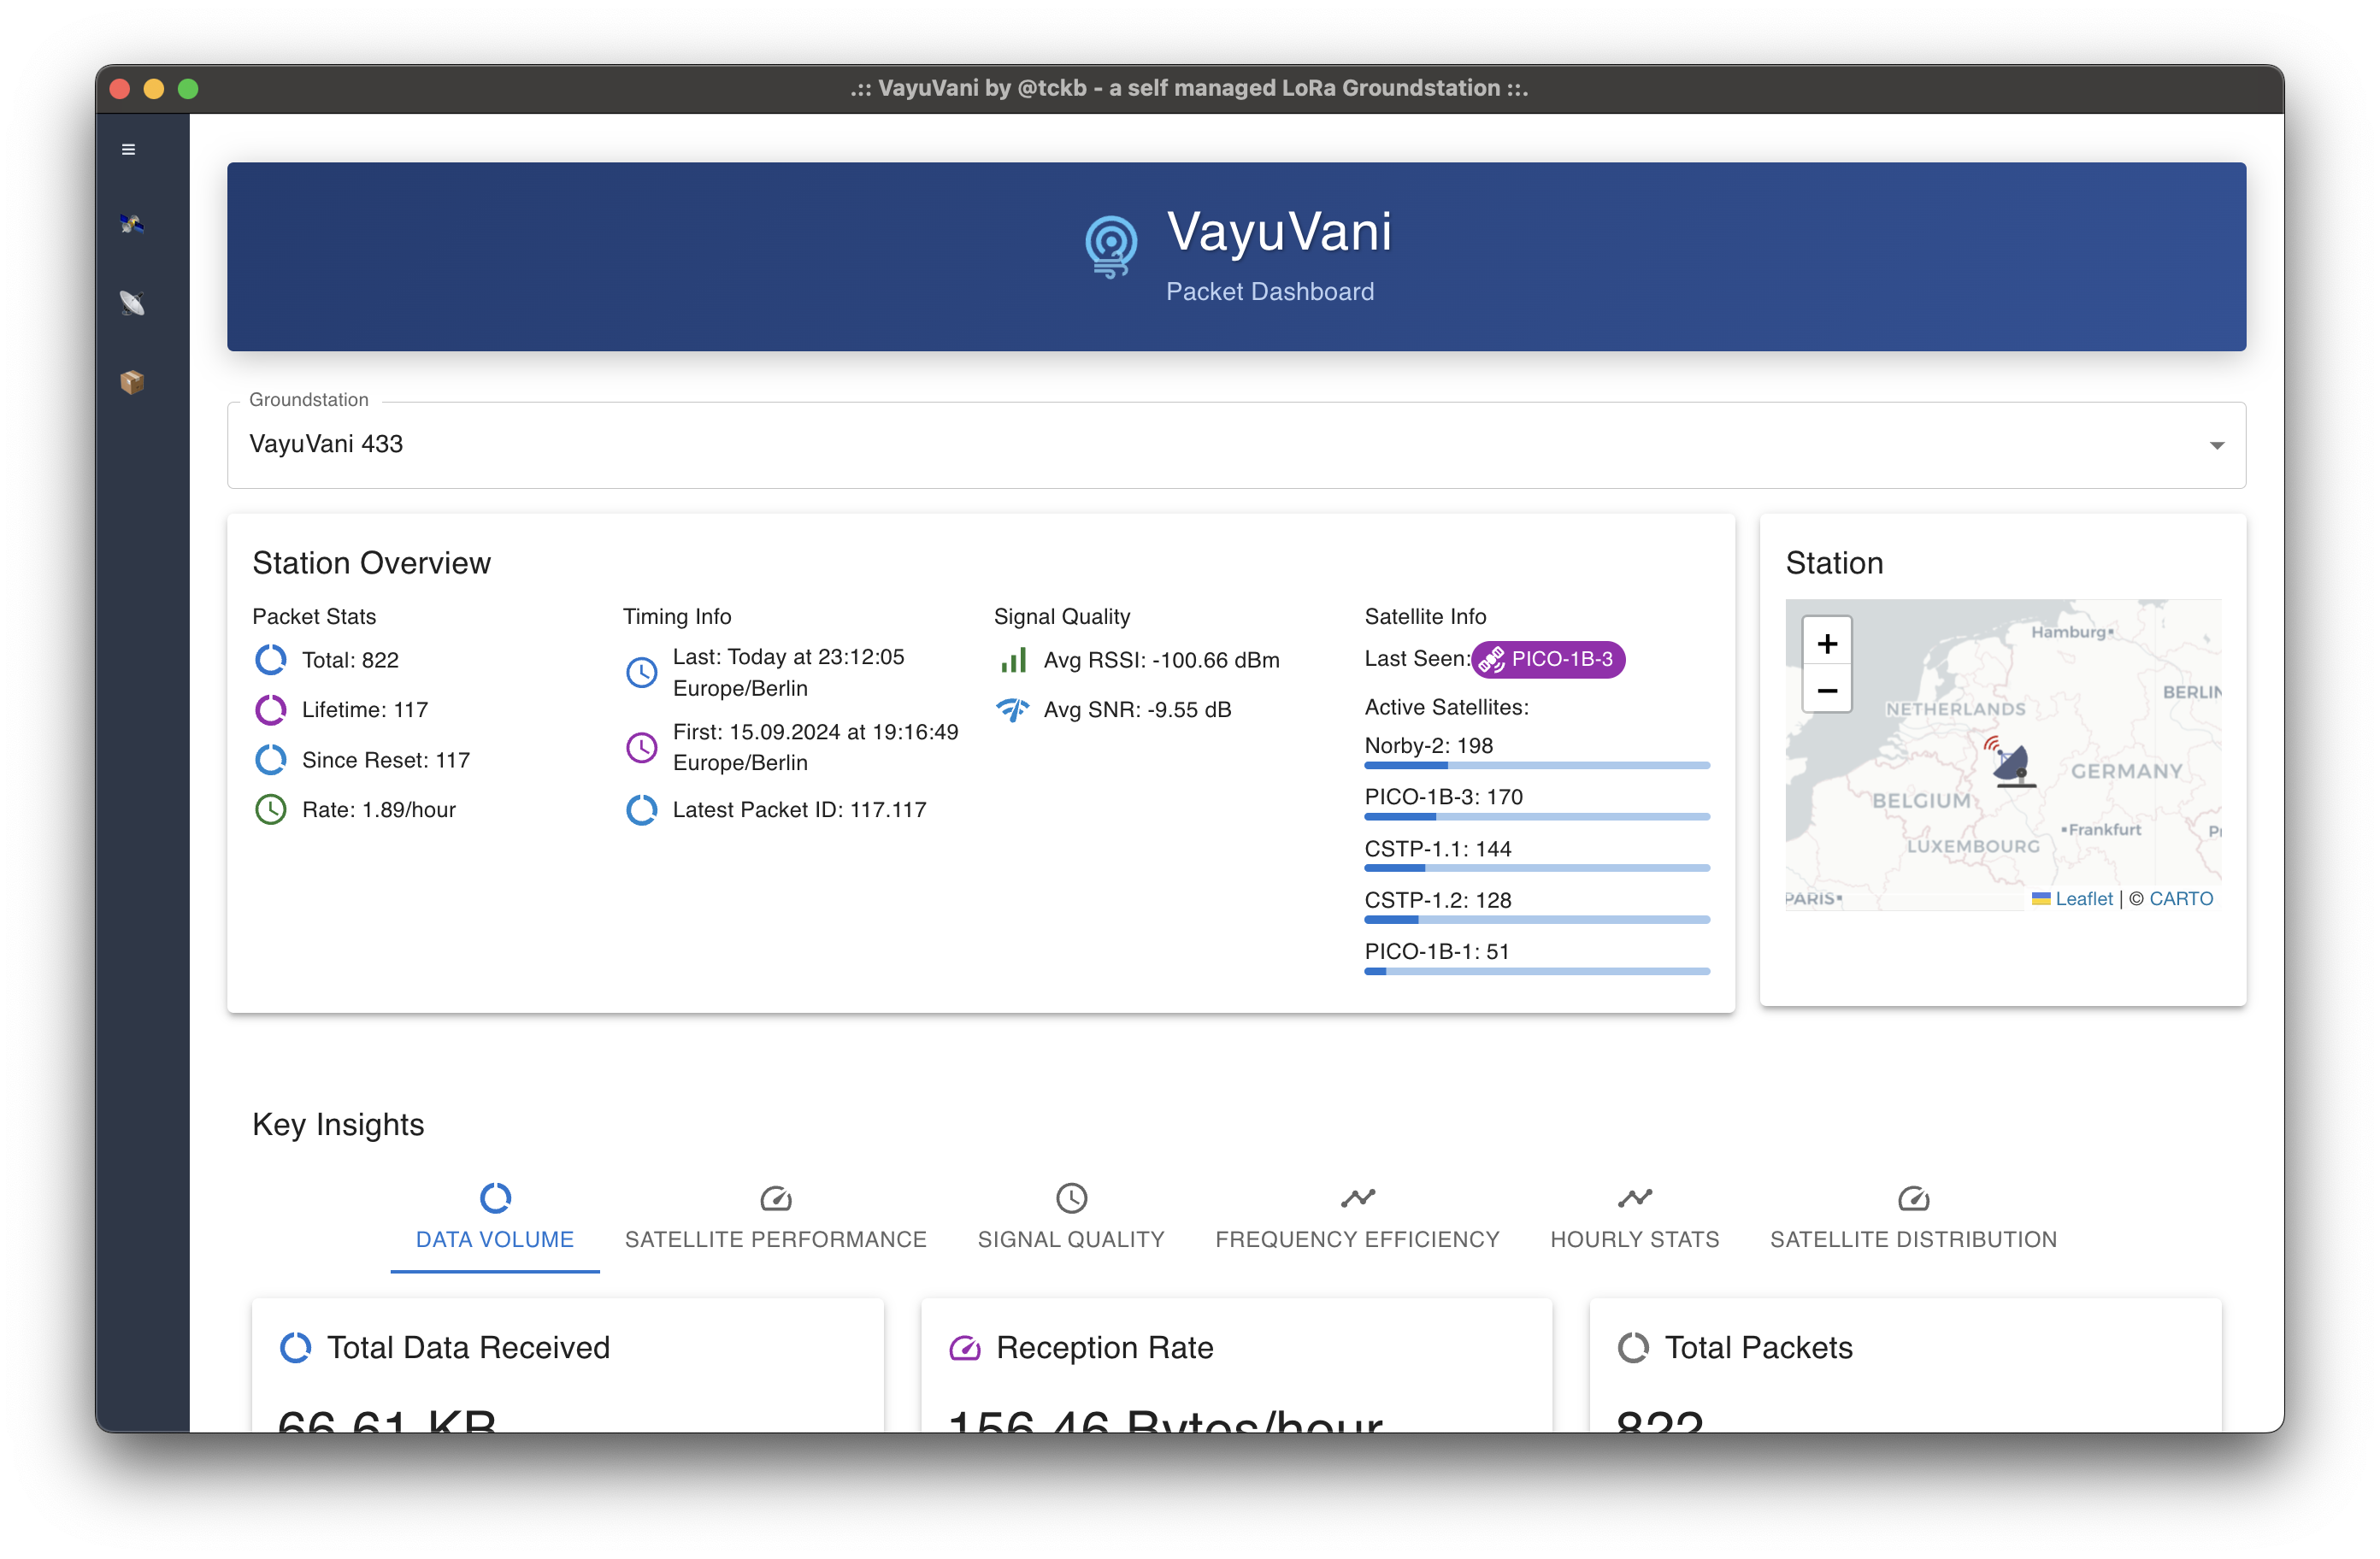 .:: VayuVani by @tckb - a self managed LoRa Groundstation ::.
VayuVani
Packet Dashboard
Groundstation
VayuVani 433
Station Overview
Packet Stats
Total: 822
Lifetime: 117
Since Reset: 117
Rate: 1.89/hour
Timing Info
Last: Today at 23:12:05
Europe/Berlin
First: 15.09.2024 at 19:16:49
Europe/Berlin
Latest Packet ID: 117.117
Signal Quality
Avg RSSI: -100.66 dBm
Avg SNR: -9.55 dB
Satellite Info
Last Seen: PICO-1B-3
Active Satellites:
Norby-2: 198
PICO-1B-3: 170
CSTP-1.1: 144
CSTP-1.2: 128
PICO-1B-1: 51
Station
+
−
Hamburg
BERLIN
NETHERLANDS
GERMANY
BELGIUM
Frankfurt
LUXEMBOURG
PARIS
Leaflet | © CARTO
Key Insights
DATA VOLUME
SATELLITE PERFORMANCE
SIGNAL QUALITY
FREQUENCY EFFICIENCY
HOURLY STATS
SATELLITE DISTRIBUTION
Total Data Received
66.61 KB
Reception Rate
156.46 Bytes/hour
Total Packets
822